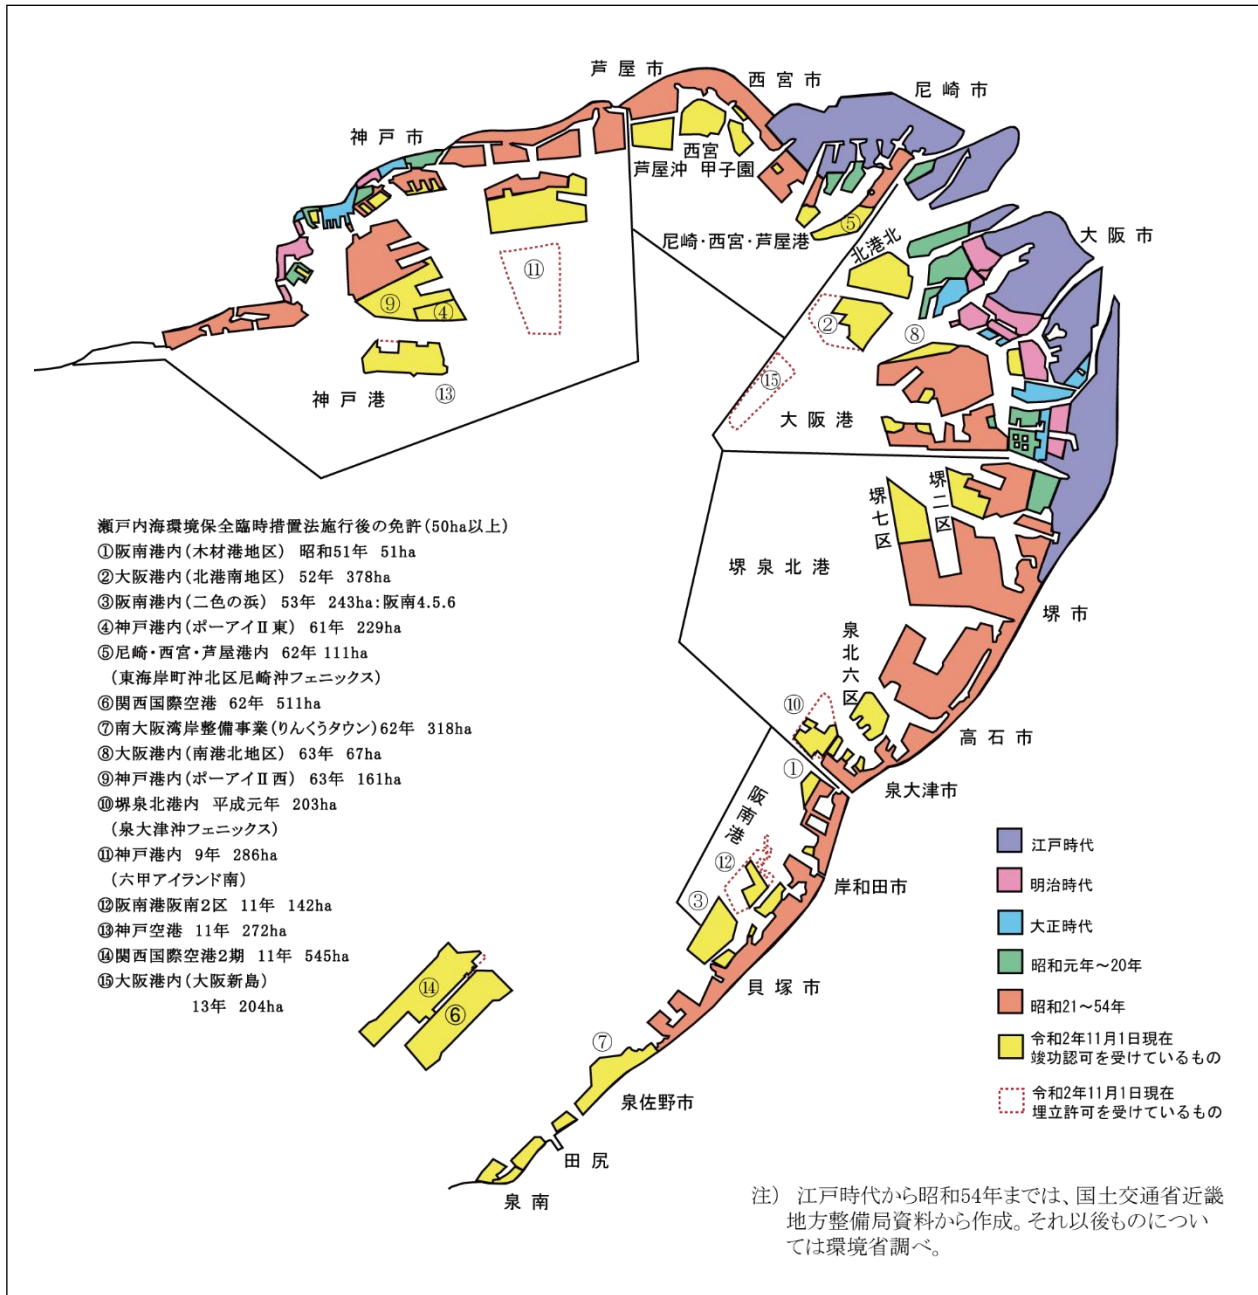 芦屋市
西宮市
尼崎市
神戸市
西宮
芦屋沖 甲子園
⑤
尼崎・西宮・芦屋港
大阪市
北港北
⑪
⑨
④
②
⑧
⑮
⑬
神戸港
大阪港
堺二区
堺七区
堺泉北港
堺市
泉北六区
⑩
高石市
①
泉大津市
阪南港
⑫
岸和田市
③
貝塚市
⑭
⑥
⑦
泉佐野市
田尻
泉南
瀬戸内海環境保全臨時措置法施行後の免許(50ha以上)
①阪南港内(木材港地区) 昭和51年 51ha
②大阪港内(北港南地区) 52年 378ha
③阪南港内(二色の浜) 53年 243ha:阪南4.5.6
④神戸港内(ポーアイⅡ東) 61年 229ha
⑤尼崎・西宮・芦屋港内 62年 111ha
(東海岸町沖北区尼崎沖フェニックス)
⑥関西国際空港 62年 511ha
⑦南大阪湾岸整備事業(りんくうタウン)62年 318ha
⑧大阪港内(南港北地区) 63年 67ha
⑨神戸港内(ポーアイⅡ西) 63年 161ha
⑩堺泉北港内 平成元年 203ha
(泉大津沖フェニックス)
⑪神戸港内 9年 286ha
(六甲アイランド南)
⑫阪南港阪南2区 11年 142ha
⑬神戸空港 11年 272ha
⑭関西国際空港2期 11年 545ha
⑮大阪港内(大阪新島)
13年 204ha
江戸時代
明治時代
大正時代
昭和元年～20年
昭和21～54年
令和2年11月1日現在
竣功認可を受けているもの
令和2年11月1日現在
埋立許可を受けているもの
注) 江戸時代から昭和54年までは、国土交通省近畿
地方整備局資料から作成。それ以後ものについ
ては環境省調べ。